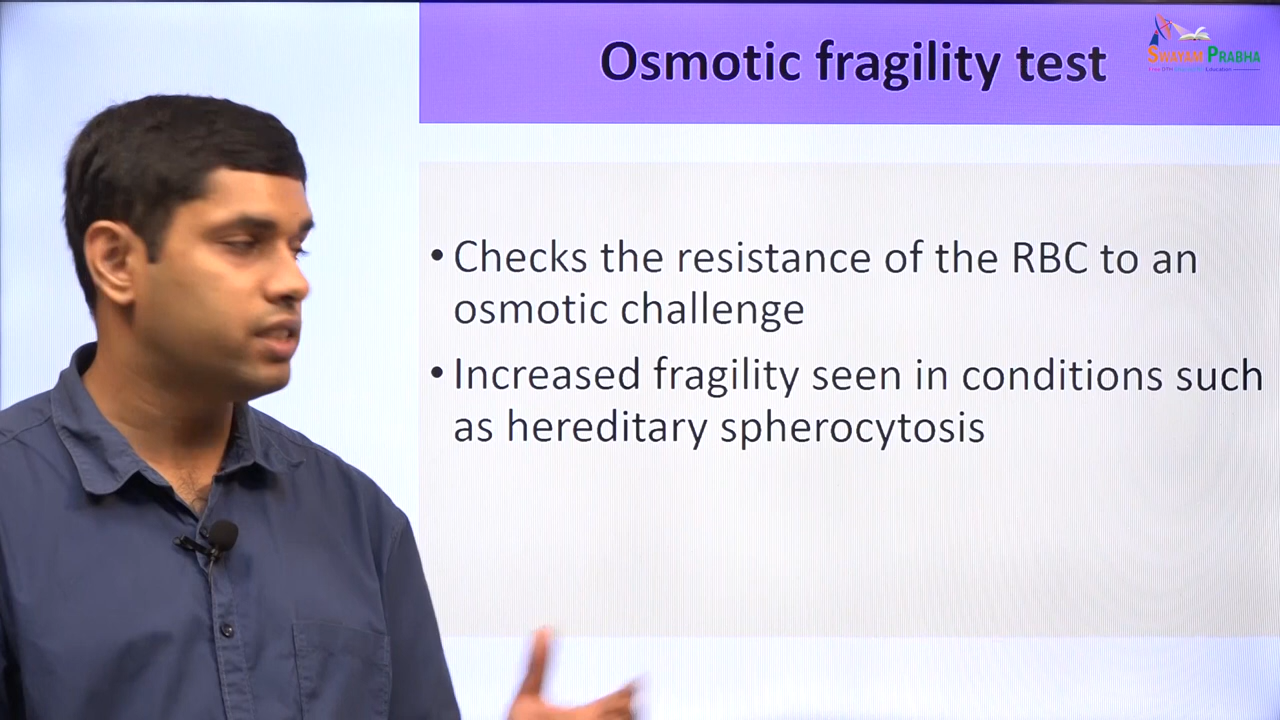 Osmotic fragility test
SWAYAM PRABHA
• Checks the resistance of the RBC to an
osmotic challenge
• Increased fragility seen in conditions such
as hereditary spherocytosis